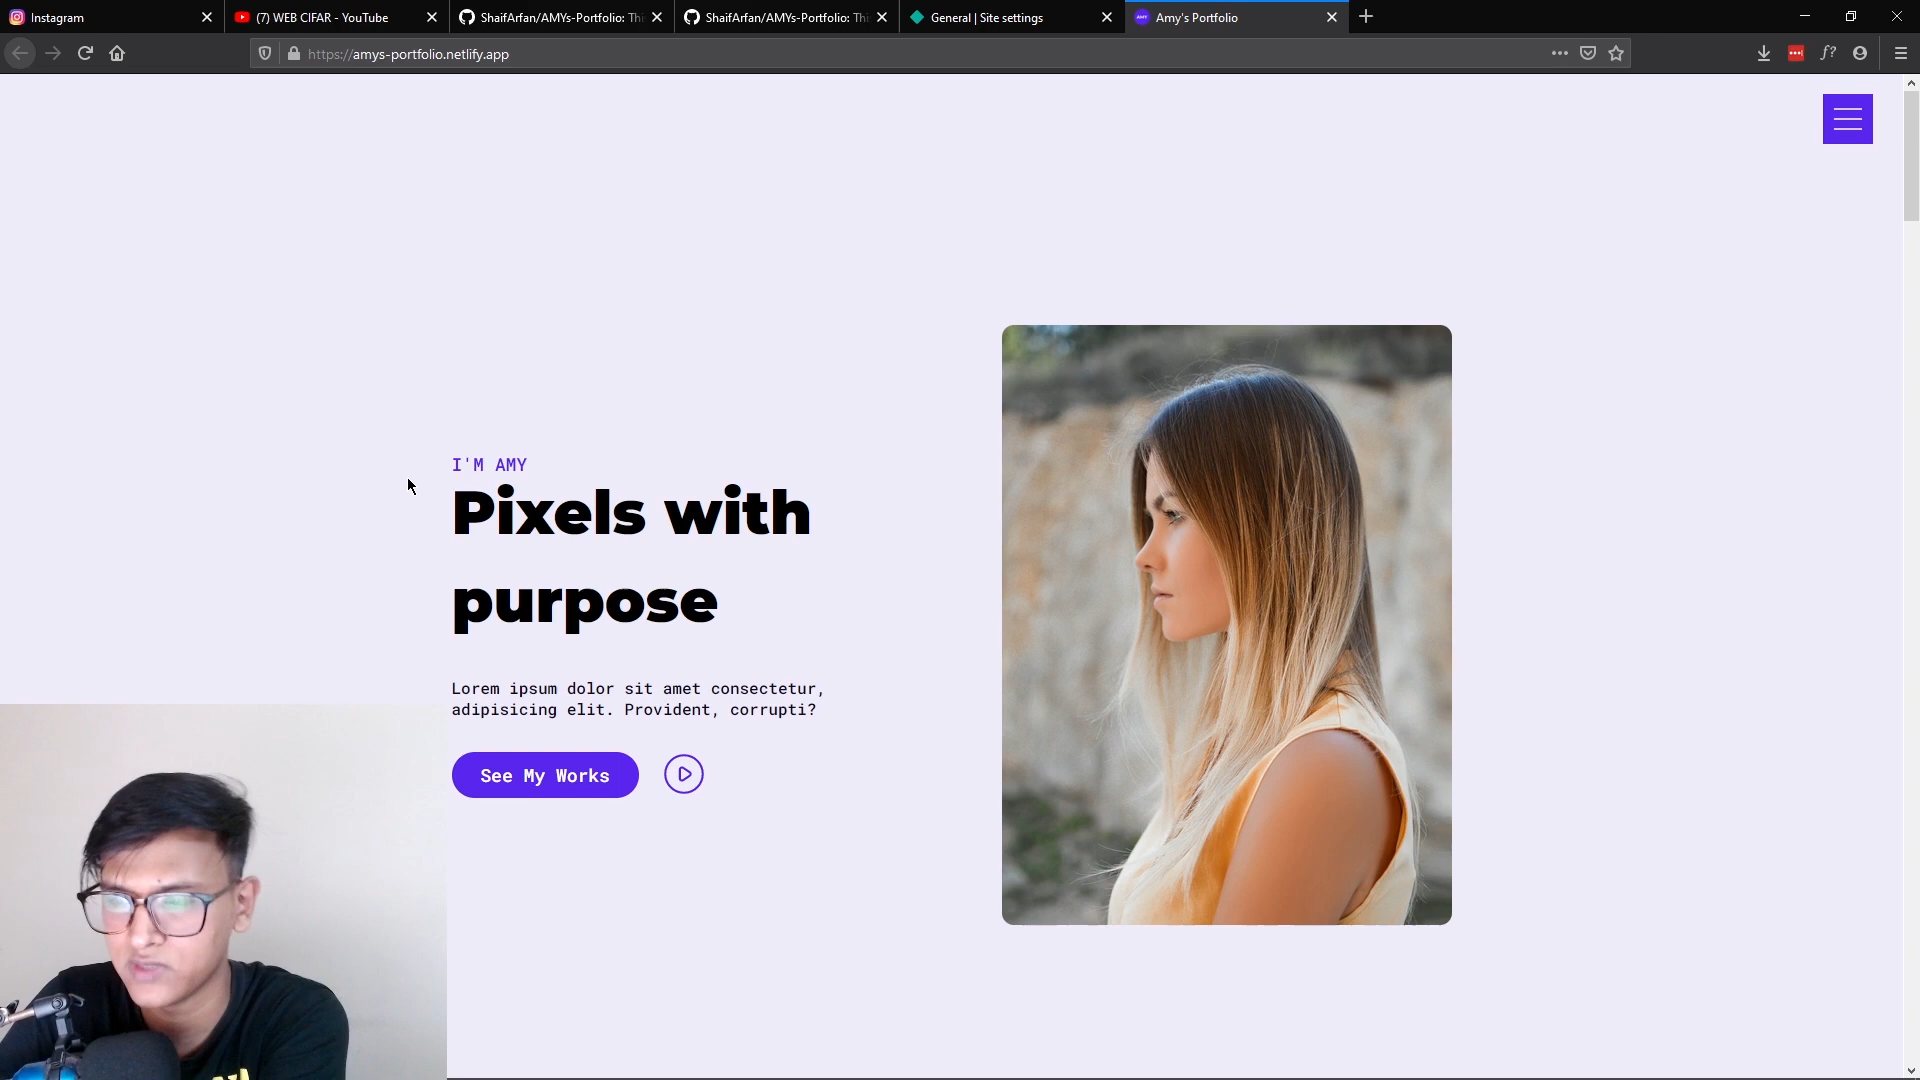 Instagram
(7) WEB CIFAR - YouTube
ShaifArfan/AMYs-Portfolio: Thi
ShaifArfan/AMYs-Portfolio: Thi
General | Site settings
Amy's Portfolio
https://amys-portfolio.netlify.app
f?
I'M AMY
Pixels with
purpose
Lorem ipsum dolor sit amet consectetur,
adipisicing elit. Provident, corrupti?
See My Works